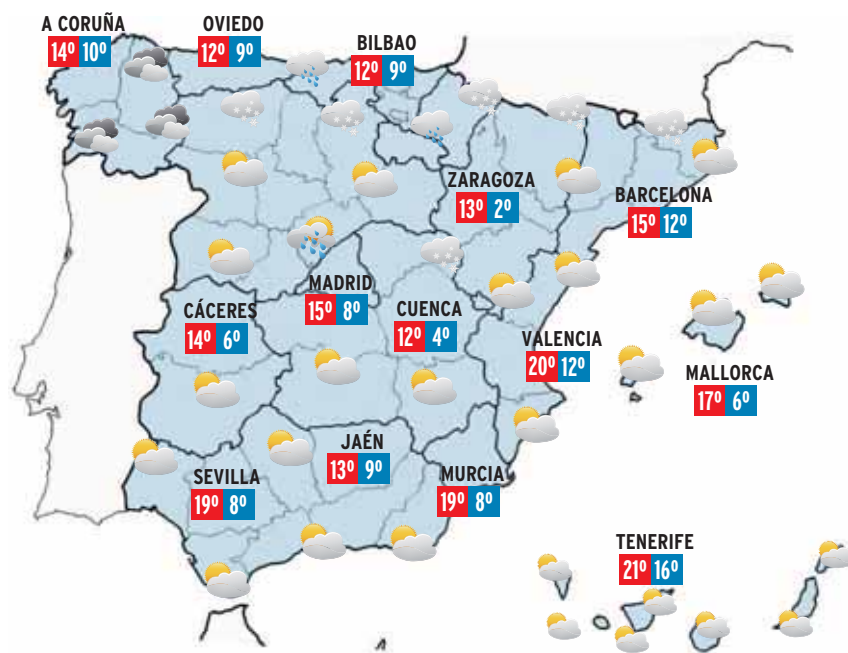 A CORUÑA
14º 10º
OVIEDO
12º 9º
BILBAO
12º 9º
ZARAGOZA
13º 2º
BARCELONA
15º 12º
MADRID
15º 8º
CÁCERES
14º 6º
CUENCA
12º 4º
VALENCIA
20º 12º
MALLORCA
17º 6º
JAÉN
13º 9º
SEVILLA
19º 8º
MURCIA
19º 8º
TENERIFE
21º 16º